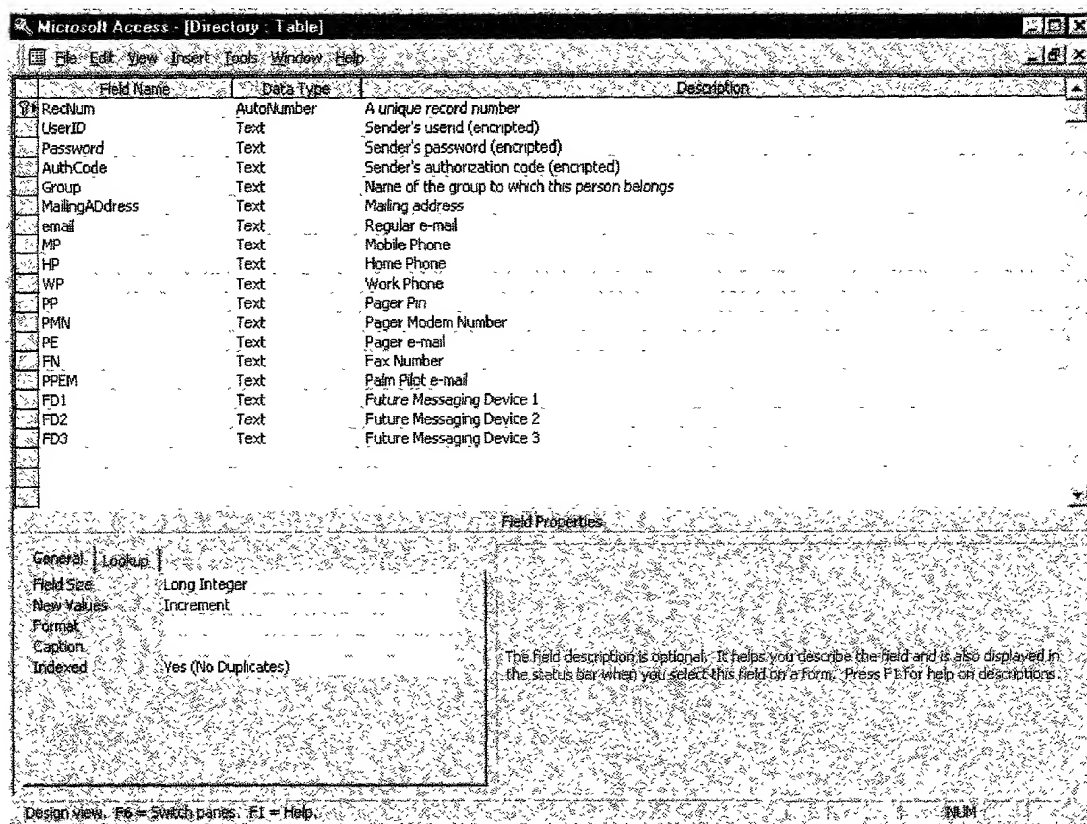 Microsoft Access - [Directory : Table]
File Edit View Insert Tools Window Help
Field Name Data Type Description
RecNum AutoNumber A unique record number
UserID Text Sender's userid (encripted)
Password Text Sender's password (encripted)
AuthCode Text Sender's authorization code (encripted)
Group Text Name of the group to which this person belongs
MailingADdress Text Mailing address
email Text Regular e-mail
MP Text Mobile Phone
HP Text Home Phone
WP Text Work Phone
PP Text Pager Pin
PMN Text Pager Modem Number
PE Text Pager e-mail
FN Text Fax Number
PPEM Text Palm Pilot e-mail
FD1 Text Future Messaging Device 1
FD2 Text Future Messaging Device 2
FD3 Text Future Messaging Device 3
Field Properties
General Lookup
Field Size Long Integer
New Values Increment
Format
Caption
Indexed Yes (No Duplicates)
The field description is optional. It helps you describe the field and is also displayed in
the status bar when you select this field on a form. Press F1 for help on descriptions.
Design view. F6 = Switch panes. F1 = Help. NUM